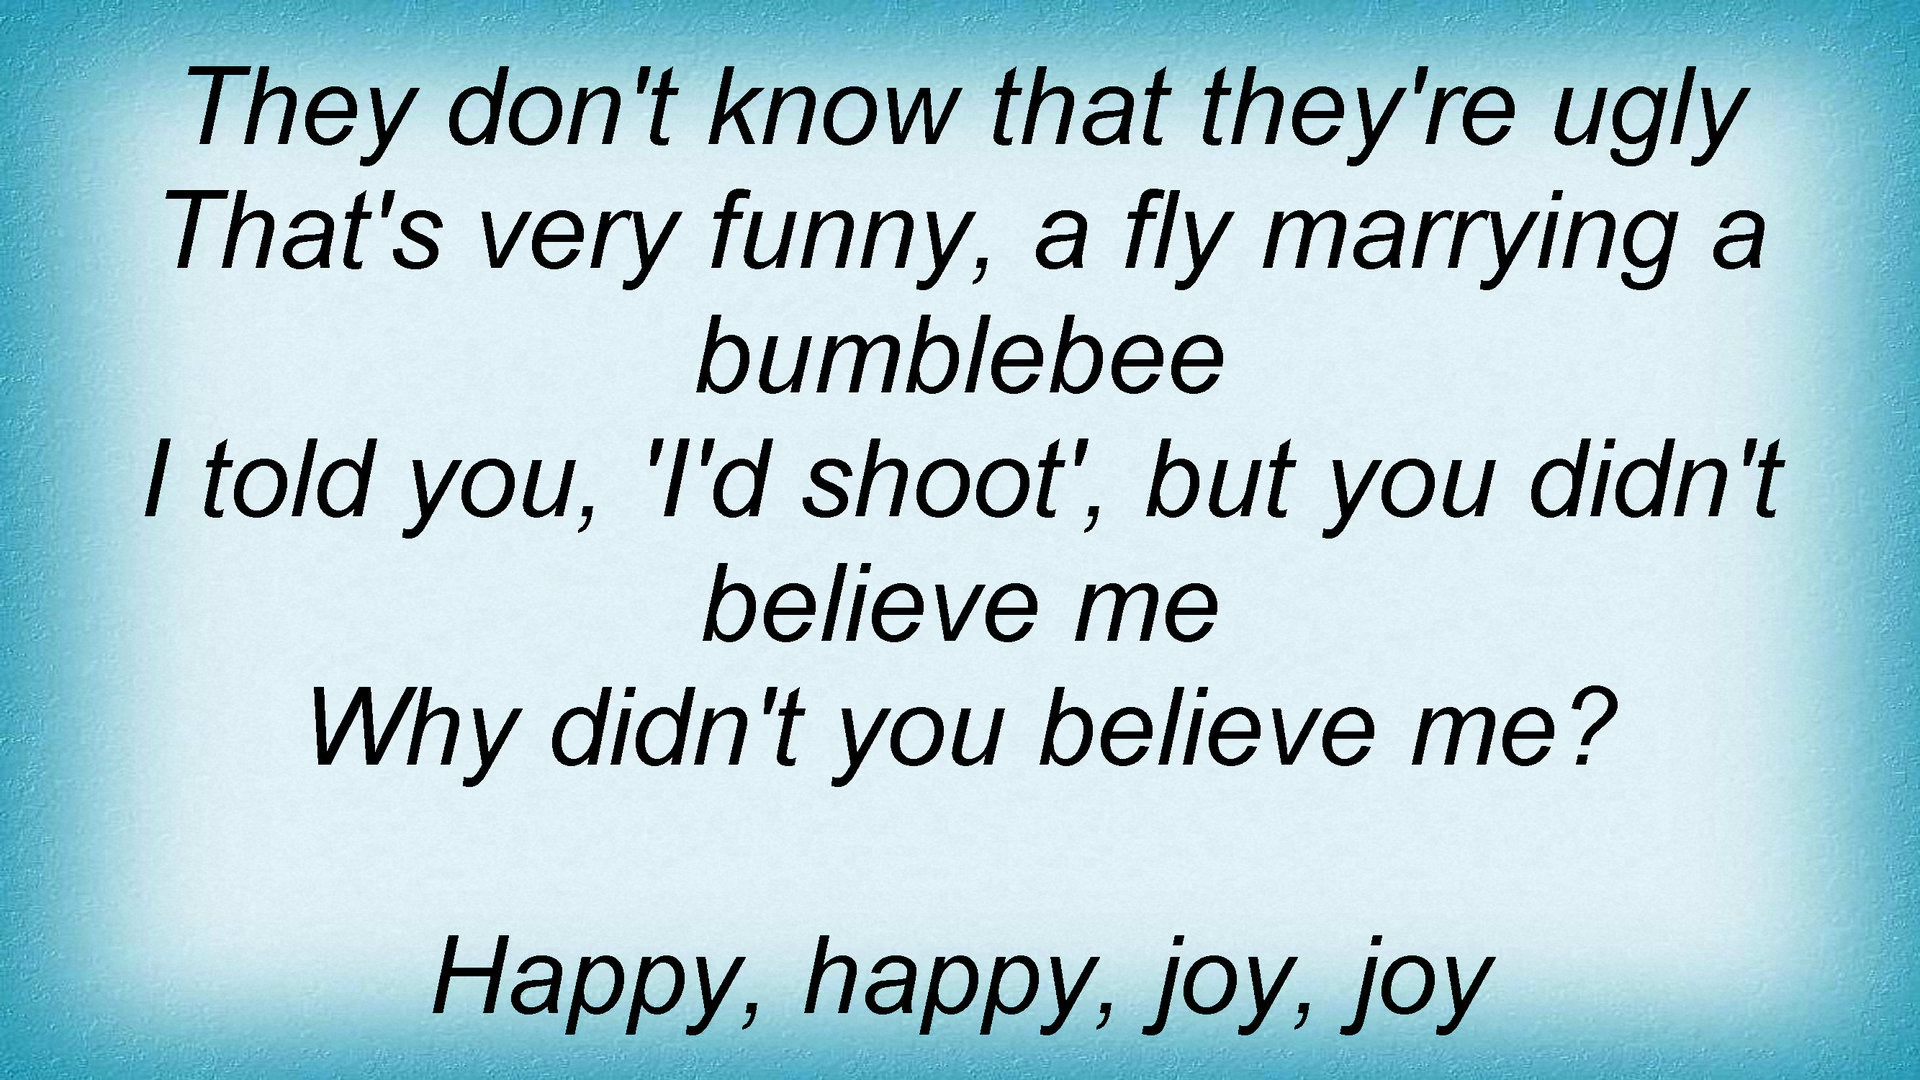 They don't know that they're ugly
That's very funny, a fly marrying a
bumblebee
I told you, 'I'd shoot', but you didn't
believe me
Why didn't you believe me?
Happy, happy, joy, joy